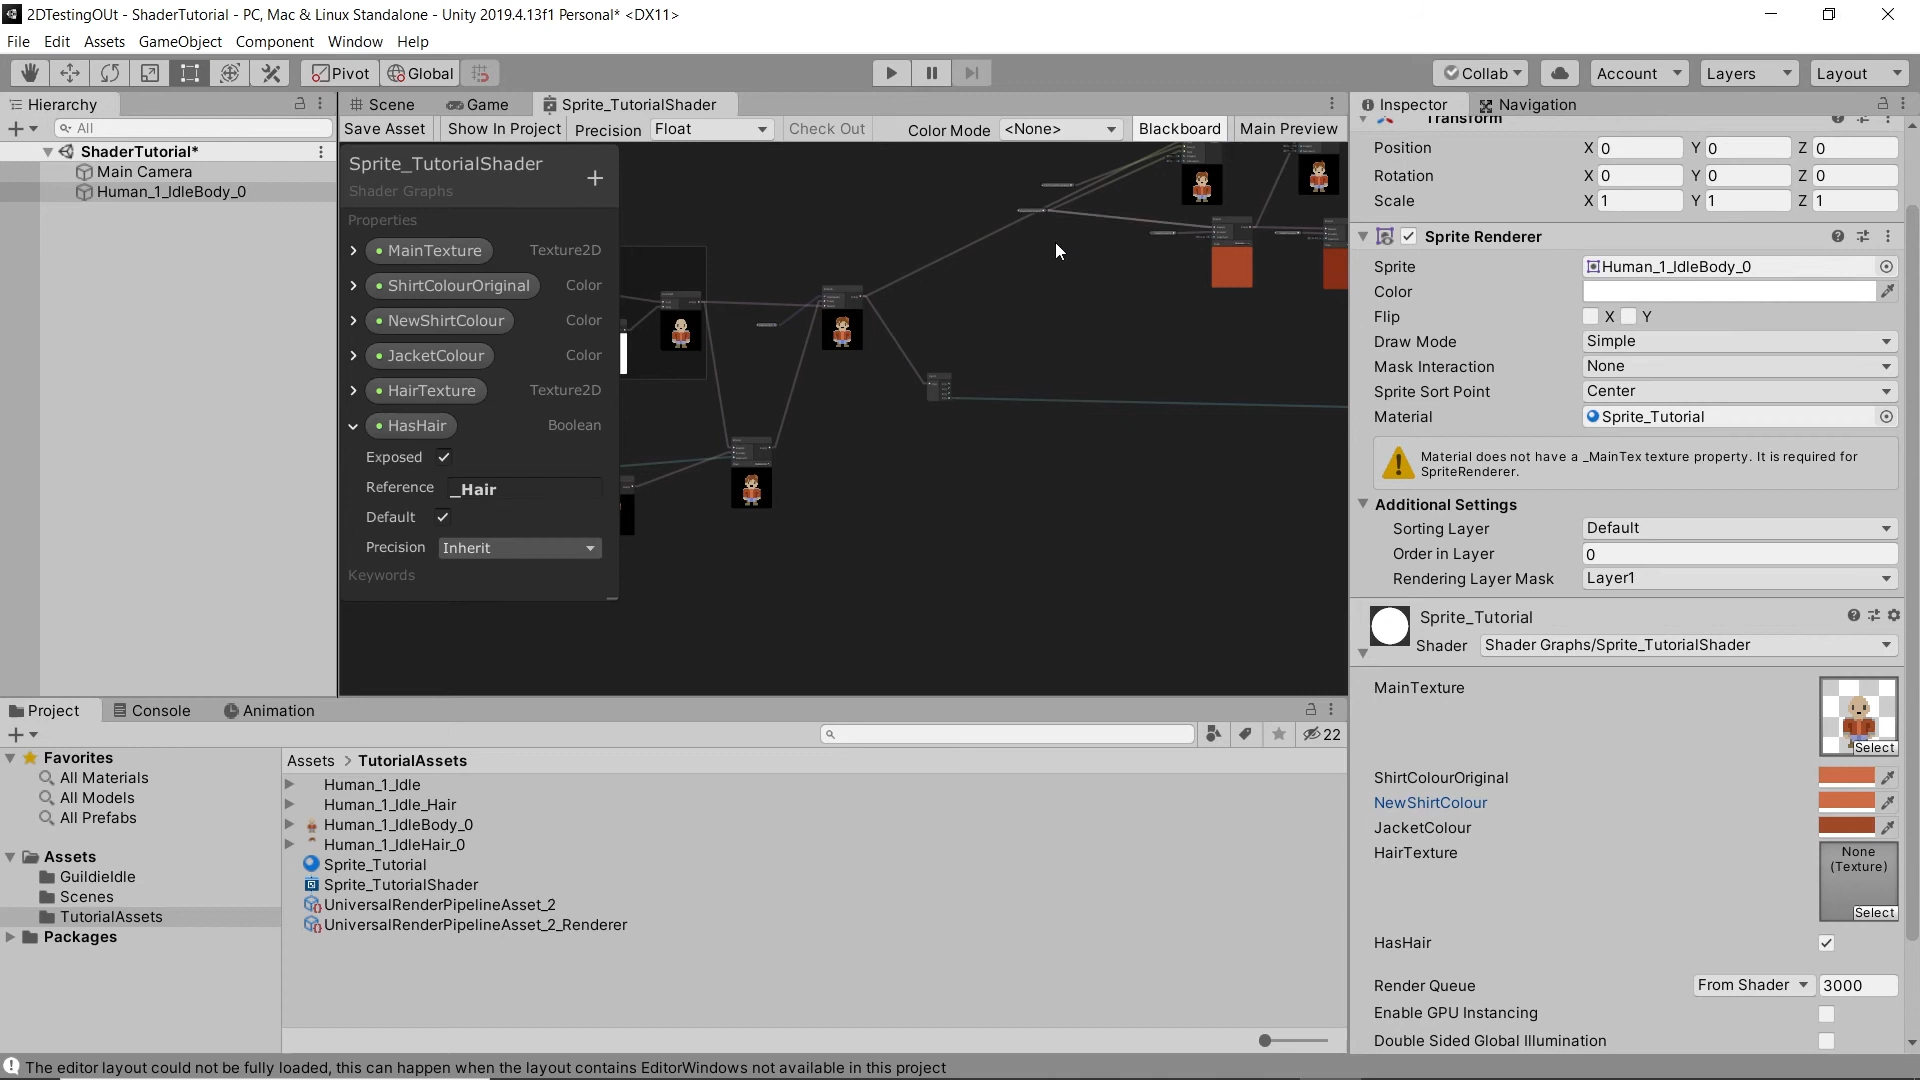 2DTestingOUt - ShaderTutorial - PC, Mac & Linux Standalone - Unity 2019.4.13f1 Personal* <DX11>
File Edit Assets GameObject Component Window Help
Pivot Global Collab Account Layers Layout
Hierarchy
All
ShaderTutorial*
Main Camera
Human_1_IdleBody_0
Scene Game Sprite_TutorialShader
Save Asset Show In Project Precision Float Check Out Color Mode <None> Blackboard Main Preview
Sprite_TutorialShader
Shader Graphs
Properties
MainTexture Texture2D
ShirtColourOriginal Color
NewShirtColour Color
JacketColour Color
HairTexture Texture2D
HasHair Boolean
Exposed
Reference _Hair
Default
Precision Inherit
Keywords
Inspector Navigation
Transform
Position X 0 Y 0 Z 0
Rotation X 0 Y 0 Z 0
Scale X 1 Y 1 Z 1
Sprite Renderer
Sprite Human_1_IdleBody_0
Color
Flip X Y
Draw Mode Simple
Mask Interaction None
Sprite Sort Point Center
Material Sprite_Tutorial
Material does not have a _MainTex texture property. It is required for
SpriteRenderer.
Additional Settings
Sorting Layer Default
Order in Layer 0
Rendering Layer Mask Layer1
Sprite_Tutorial
Shader Shader Graphs/Sprite_TutorialShader
MainTexture
Select
ShirtColourOriginal
NewShirtColour
JacketColour
HairTexture None
(Texture)
Select
HasHair
Render Queue From Shader 3000
Enable GPU Instancing
Double Sided Global Illumination
Project Console Animation
22
Favorites
All Materials
All Models
All Prefabs
Assets
GuildieIdle
Scenes
TutorialAssets
Packages
Assets > TutorialAssets
Human_1_Idle
Human_1_Idle_Hair
Human_1_IdleBody_0
Human_1_IdleHair_0
Sprite_Tutorial
Sprite_TutorialShader
UniversalRenderPipelineAsset_2
UniversalRenderPipelineAsset_2_Renderer
The editor layout could not be fully loaded, this can happen when the layout contains EditorWindows not available in this project